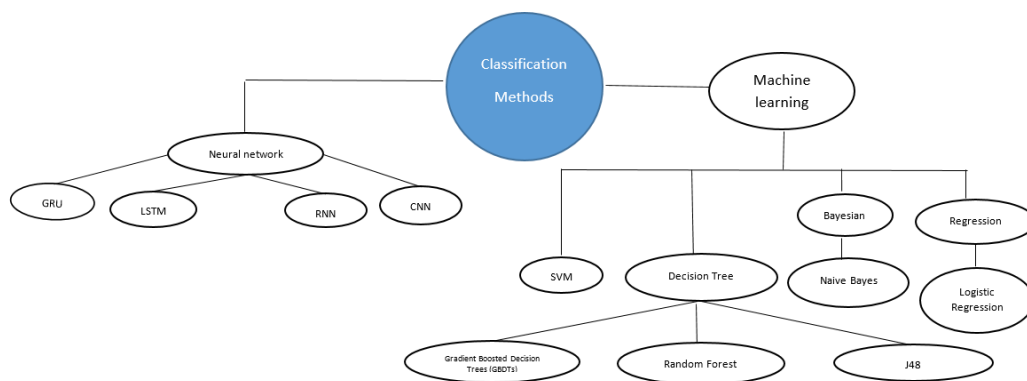 Classification
Methods
Machine
learning
Neural network
GRU
LSTM
RNN
CNN
Bayesian
Regression
SVM
Decision Tree
Naive Bayes
Logistic
Regression
Gradient Boosted Decision
Trees (GBDTs)
Random Forest
J48